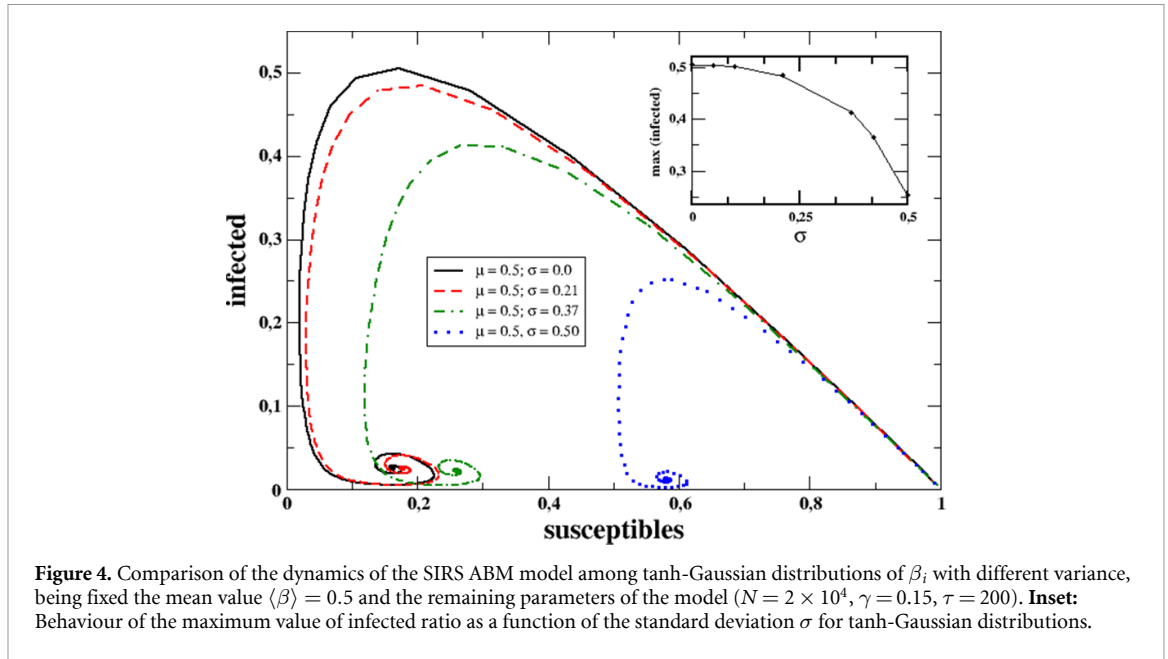 0,5
0,4
0,3
0,2
0,1
0
infected
0
0,2
0,4
0,6
0,8
1
susceptibles
μ = 0.5; σ = 0.0
μ = 0.5; σ = 0.21
μ = 0.5; σ = 0.37
μ = 0.5, σ = 0.50
max (infected)
0,5
0,4
0,3
0
0,25
0,5
σ
Figure 4. Comparison of the dynamics of the SIRS ABM model among tanh-Gaussian distributions of βi with different variance,
being fixed the mean value ⟨β⟩ = 0.5 and the remaining parameters of the model (N = 2 × 10⁴, γ = 0.15, τ = 200). Inset:
Behaviour of the maximum value of infected ratio as a function of the standard deviation σ for tanh-Gaussian distributions.